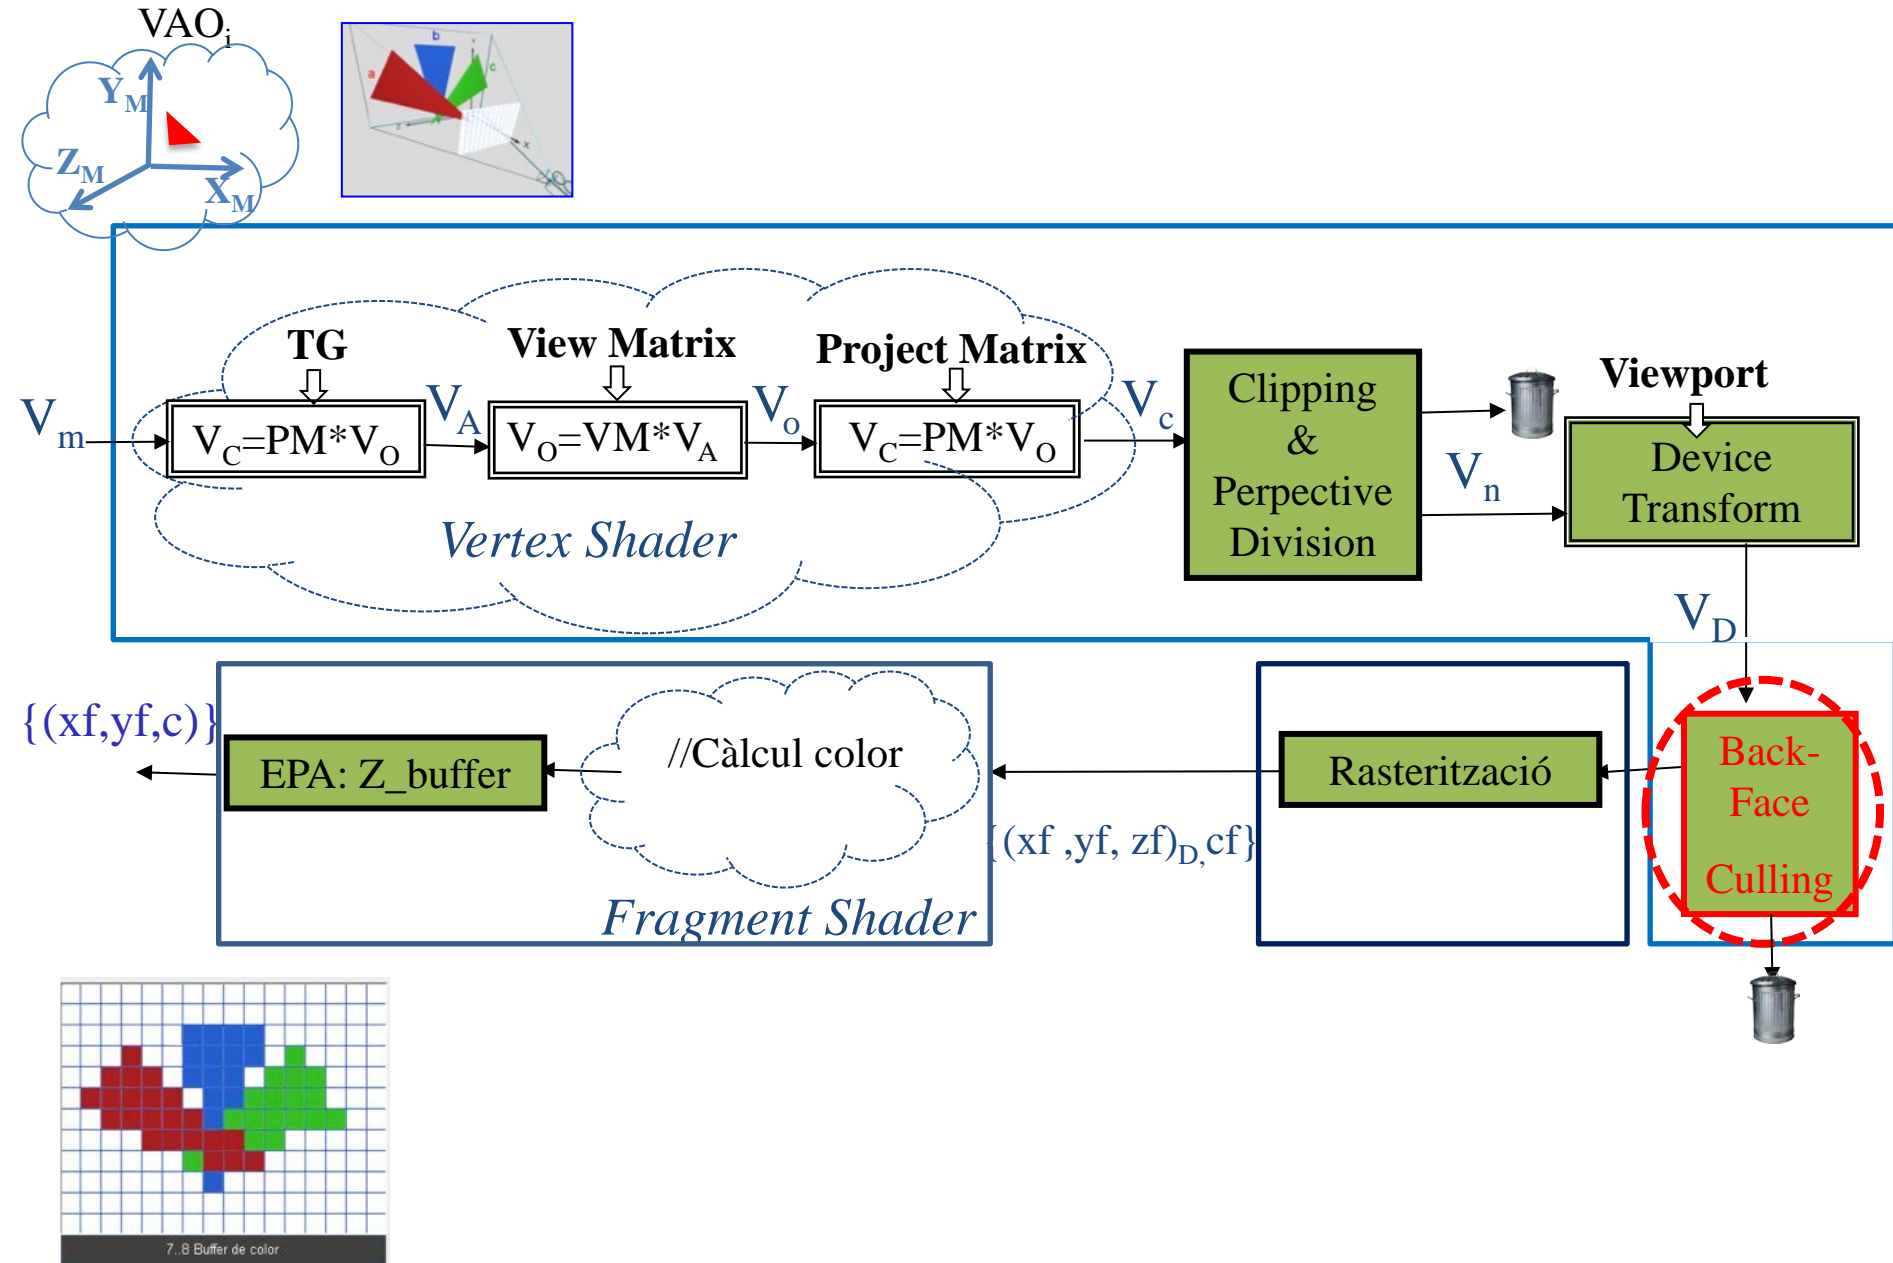 VAOi
YM
ZM
XM
a
b
c
Y
Z
X
TG
View Matrix
Project Matrix
Viewport
Vm
VC=PM*VO
VA
VO=VM*VA
Vo
VC=PM*VO
Vc
Clipping
&
Perpective
Division
Vn
Device
Transform
Vertex Shader
VD
{(xf,yf,c)}
EPA: Z_buffer
//Càlcul color
Fragment Shader
{(xf ,yf, zf)D,cf}
Rasterització
Back-
Face
Culling
7..8 Buffer de color